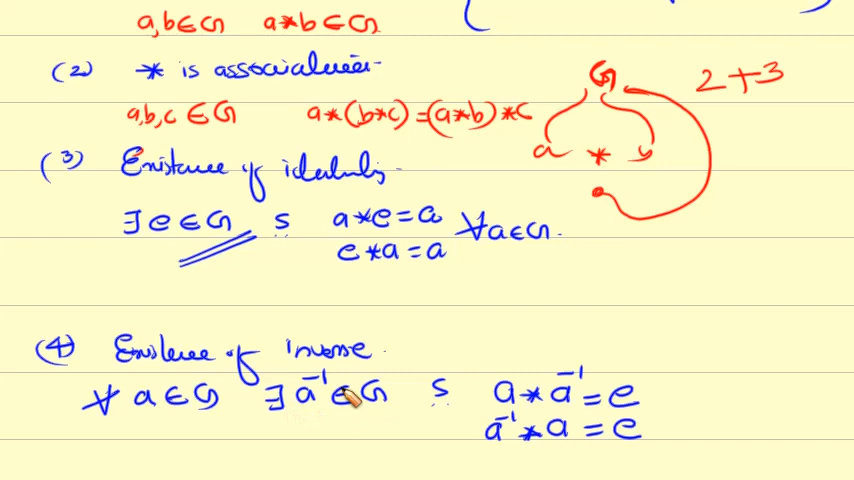 a,b∈G a*b∈G
(2) * is associative
a,b,c ∈ G a*(b*c)=(a*b)*c
G 2+3
a * y
(3) Existence of identity.
∃ e ∈ G s a*e=a ∀a∈G.
e*a=a
(4) Existence of inverse.
∀ a∈G ∃ a⁻¹∈G s a*a⁻¹=e
a⁻¹*a=e